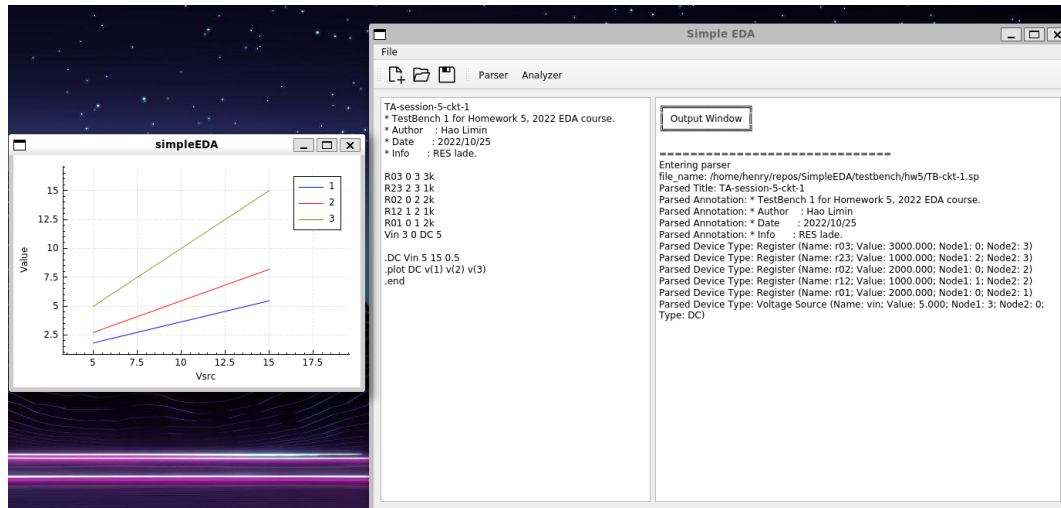 simpleEDA
15
12.5
10
7.5
5
2.5
Value
5 7.5 10 12.5 15 17.5
Vsrc
1
2
3
Simple EDA
File
Parser Analyzer
TA-session-5-ckt-1
* TestBench 1 for Homework 5, 2022 EDA course.
* Author : Hao Limin
* Date : 2022/10/25
* Info : RES lade.
R03 0 3 3k
R23 2 3 1k
R02 0 2 2k
R12 1 2 1k
R01 0 1 2k
Vin 3 0 DC 5
.DC Vin 5 15 0.5
.plot DC v(1) v(2) v(3)
.end
Output Window
==============================
Entering parser
file_name: /home/henry/repos/SimpleEDA/testbench/hw5/TB-ckt-1.sp
Parsed Title: TA-session-5-ckt-1
Parsed Annotation: * TestBench 1 for Homework 5, 2022 EDA course.
Parsed Annotation: * Author : Hao Limin
Parsed Annotation: * Date : 2022/10/25
Parsed Annotation: * Info : RES lade.
Parsed Device Type: Register (Name: r03; Value: 3000.000; Node1: 0; Node2: 3)
Parsed Device Type: Register (Name: r23; Value: 1000.000; Node1: 2; Node2: 3)
Parsed Device Type: Register (Name: r02; Value: 2000.000; Node1: 0; Node2: 2)
Parsed Device Type: Register (Name: r12; Value: 1000.000; Node1: 1; Node2: 2)
Parsed Device Type: Register (Name: r01; Value: 2000.000; Node1: 0; Node2: 1)
Parsed Device Type: Voltage Source (Name: vin; Value: 5.000; Node1: 3; Node2: 0;
Type: DC)